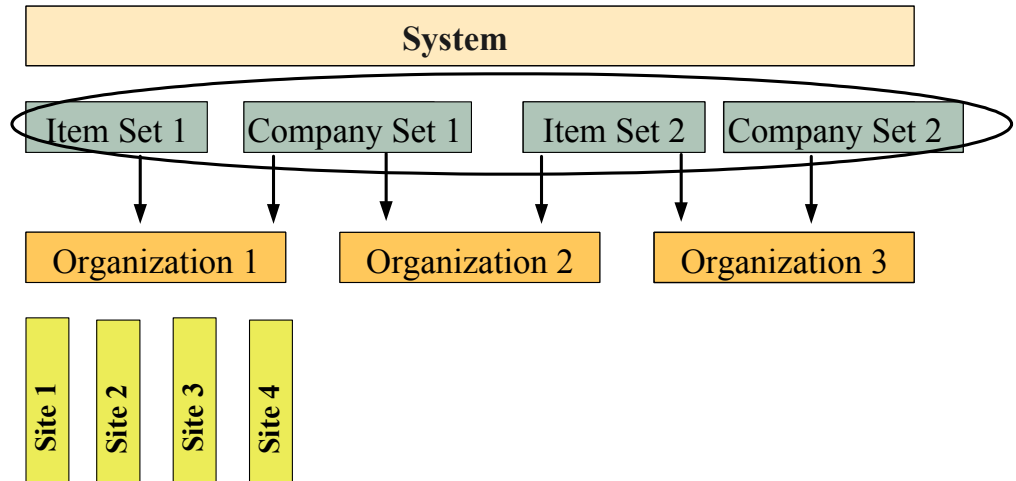 System
Item Set 1
Company Set 1
Item Set 2
Company Set 2
Organization 1
Organization 2
Organization 3
Site 1
Site 2
Site 3
Site 4